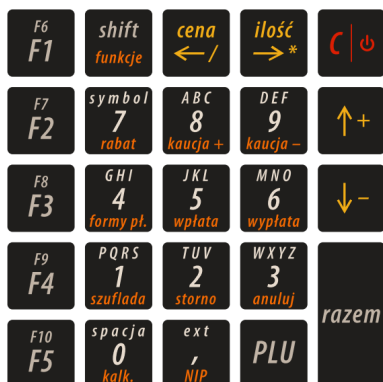 F6
F1
shift
funkcje
cena
← /
ilość
→ *
C | ⏻
F7
F2
symbol
7
rabat
ABC
8
kaucja +
DEF
9
kaucja –
↑ +
F8
F3
GHI
4
formy pł.
JKL
5
wpłata
MNO
6
wypłata
↓ –
F9
F4
PQRS
1
szuflada
TUV
2
storno
WXYZ
3
anuluj
razem
F10
F5
spacja
0
kalk.
ext
,
NIP
PLU